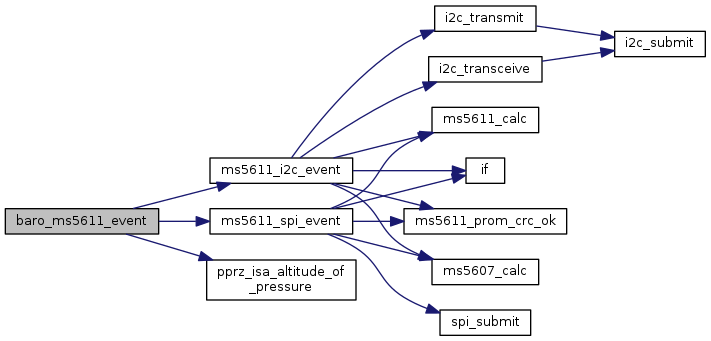 i2c_transmit
i2c_submit
i2c_transceive
ms5611_calc
ms5611_i2c_event
if
baro_ms5611_event
ms5611_spi_event
ms5611_prom_crc_ok
pprz_isa_altitude_of
_pressure
ms5607_calc
spi_submit